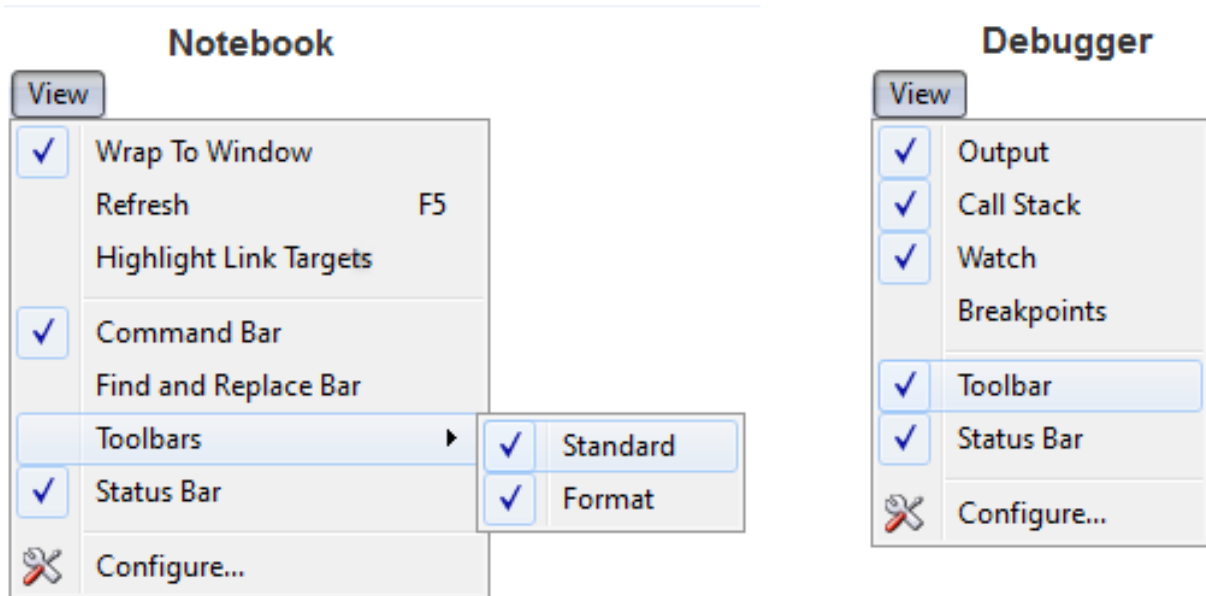 Notebook
View
Wrap To Window
Refresh F5
Highlight Link Targets
Command Bar
Find and Replace Bar
Toolbars
Standard
Format
Status Bar
Configure...
Debugger
View
Output
Call Stack
Watch
Breakpoints
Toolbar
Status Bar
Configure...